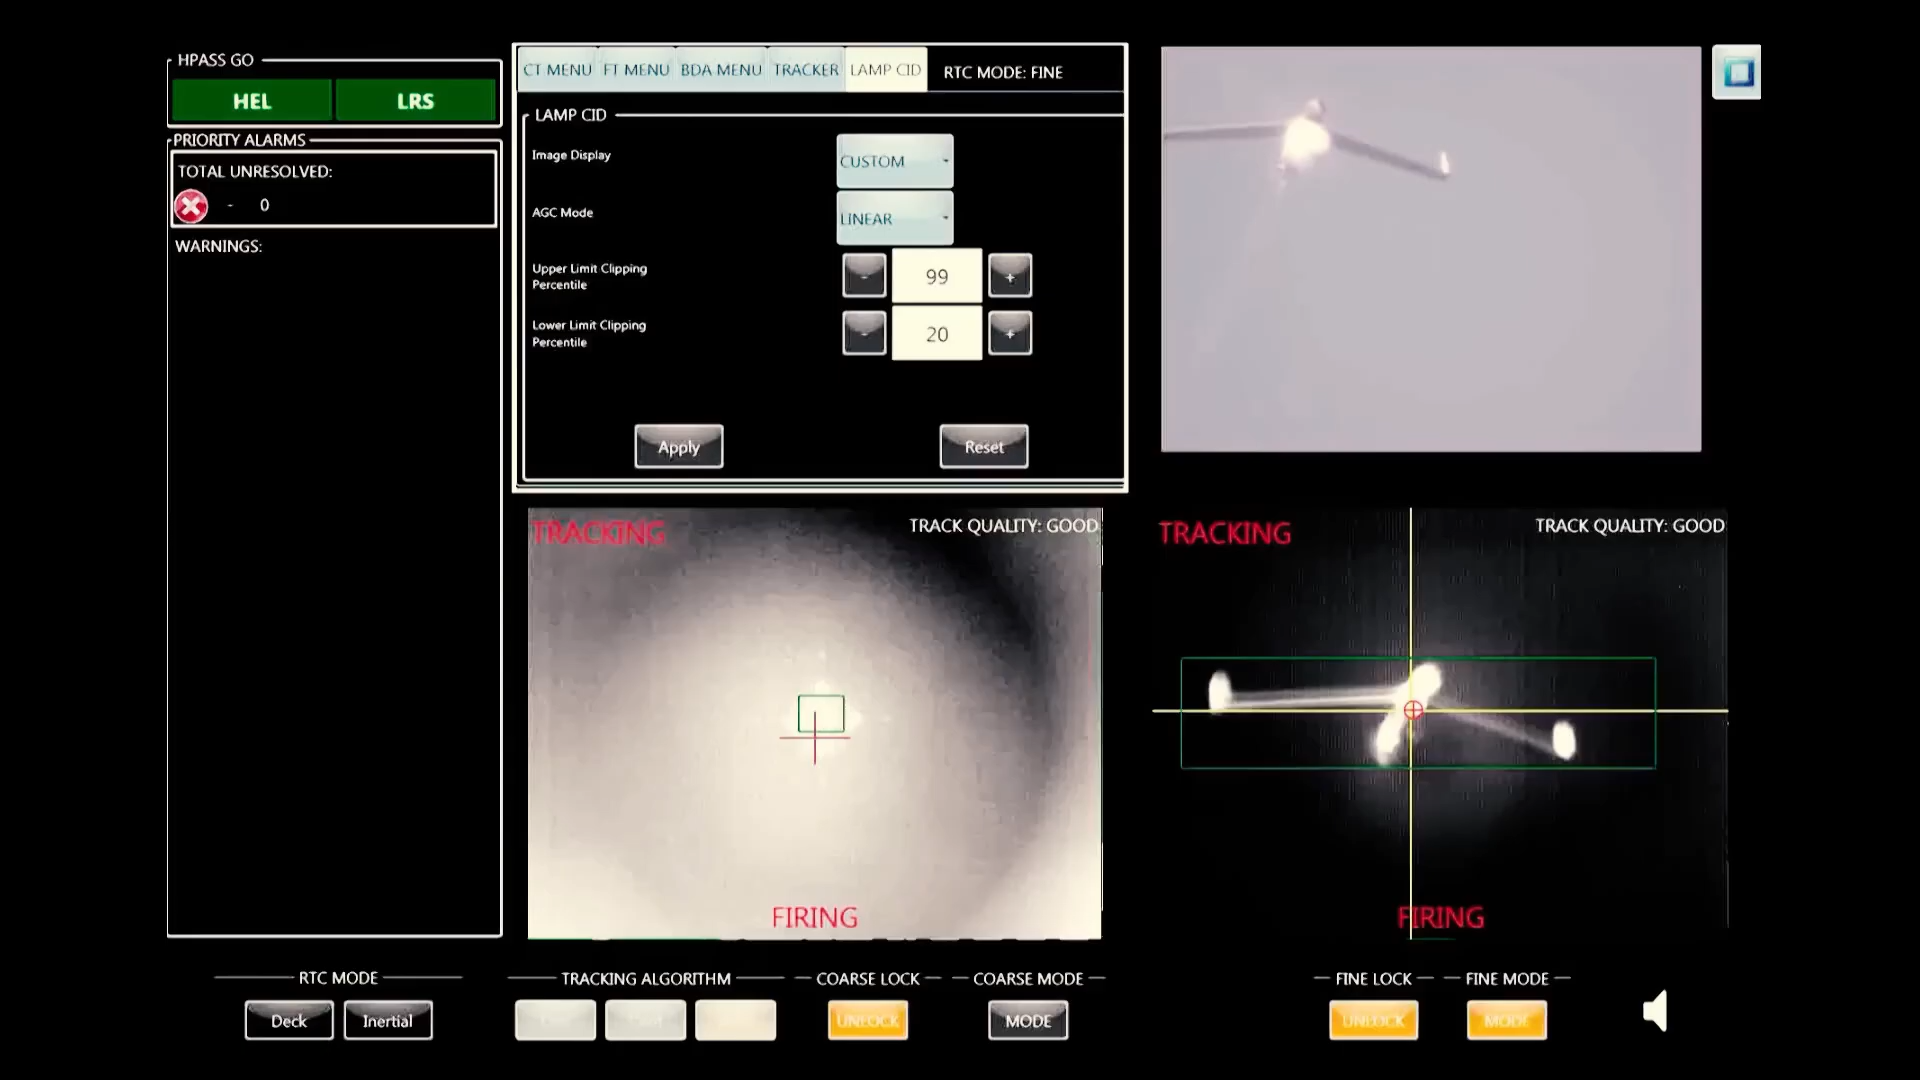 HPASS GO
HEL
LRS
PRIORITY ALARMS
TOTAL UNRESOLVED:
- 0
WARNINGS:
CT MENU
FT MENU
BDA MENU
TRACKER
LAMP CID
RTC MODE: FINE
LAMP CID
Image Display
CUSTOM
AGC Mode
LINEAR
Upper Limit Clipping
Percentile
- 99 +
Lower Limit Clipping
Percentile
- 20 +
Apply
Reset
TRACKING
TRACK QUALITY: GOOD
FIRING
TRACKING
TRACK QUALITY: GOOD
FIRING
RTC MODE
Deck
Inertial
TRACKING ALGORITHM
COARSE LOCK
UNLOCK
COARSE MODE
MODE
FINE LOCK
UNLOCK
FINE MODE
MODE